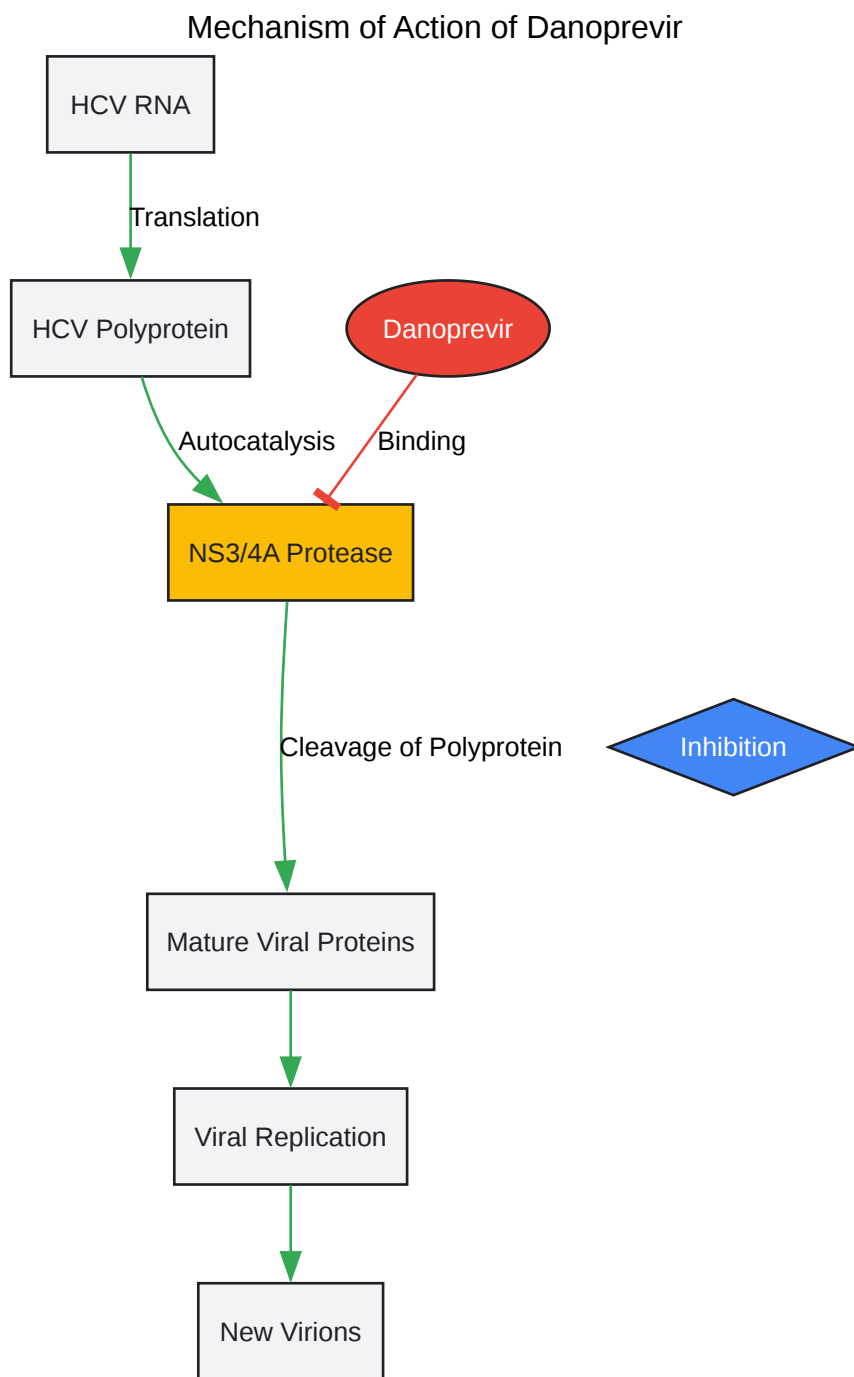 Mechanism of Action of Danoprevir
HCV RNA
Translation
HCV Polyprotein
Danoprevir
Autocatalysis
Binding
NS3/4A Protease
Cleavage of Polyprotein
Inhibition
Mature Viral Proteins
Viral Replication
New Virions